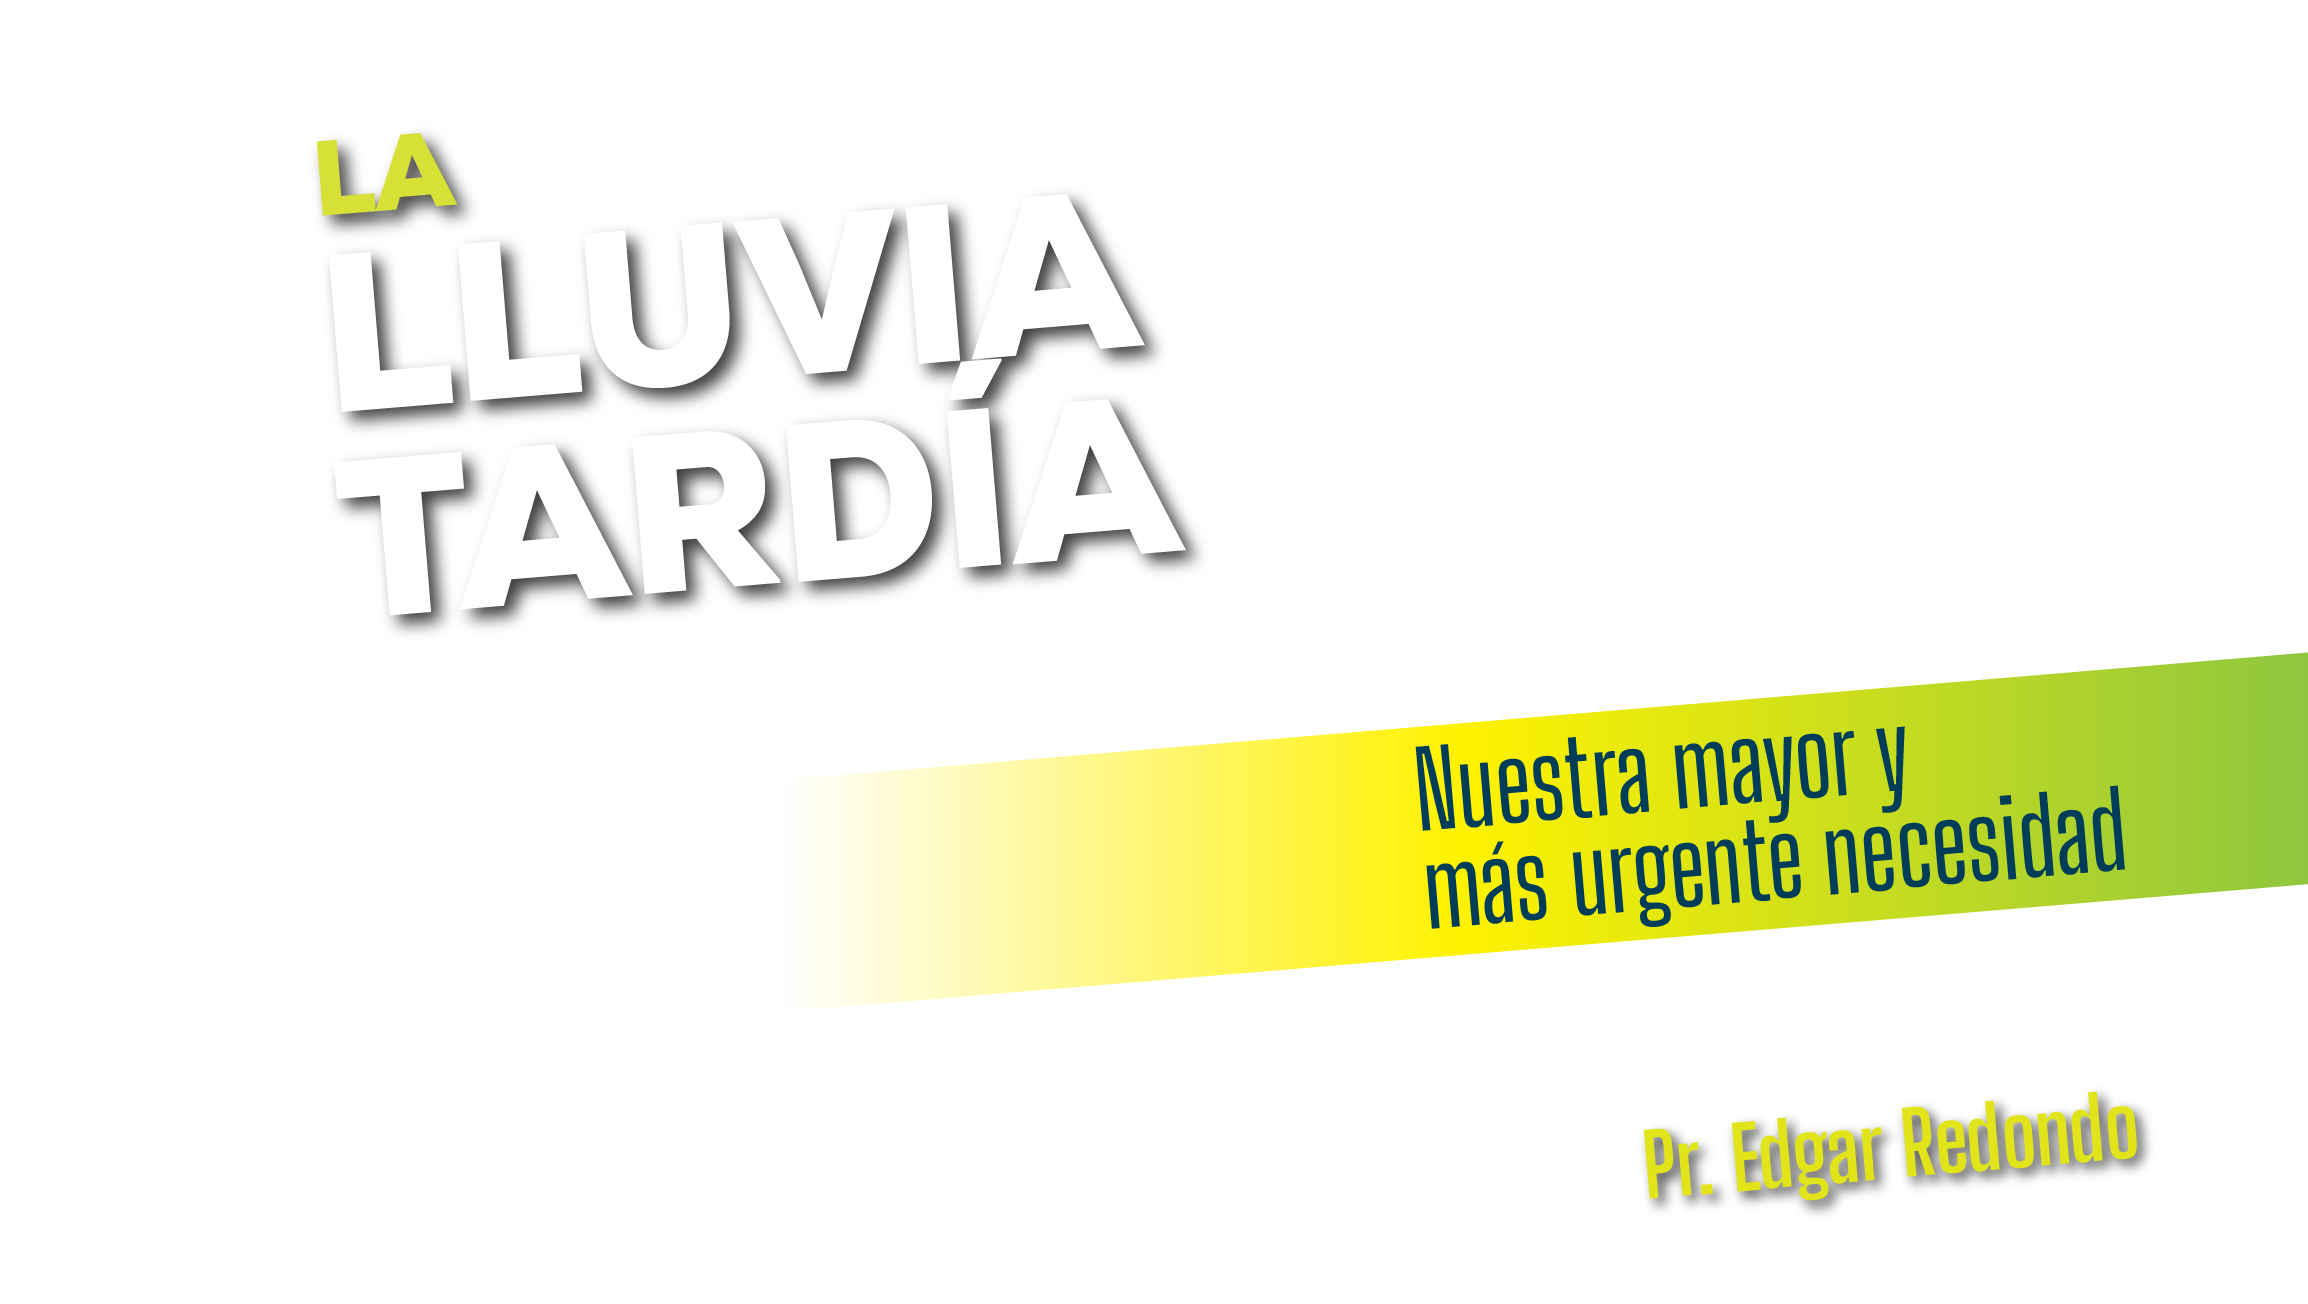 LA
LLUVIA
TARDÍA
Nuestra mayor y
más urgente necesidad
Pr. Edgar Redondo